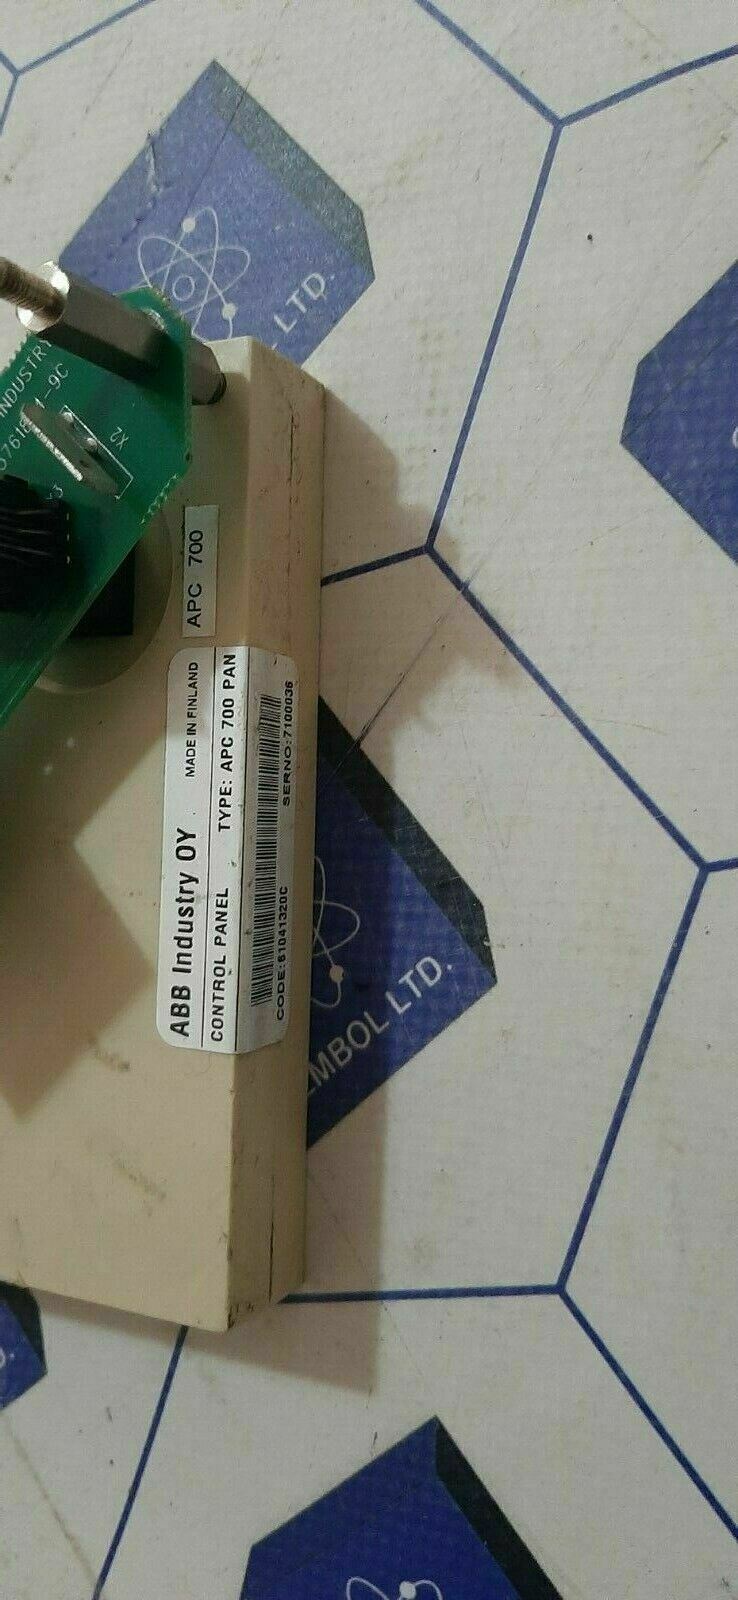 LTD.
INDUSTRY
X2
APC 700
ABB Industry OY MADE IN FINLAND
CONTROL PANEL TYPE: APC 700 PAN
CODE:61041320C SERNO:7100036
LTD.